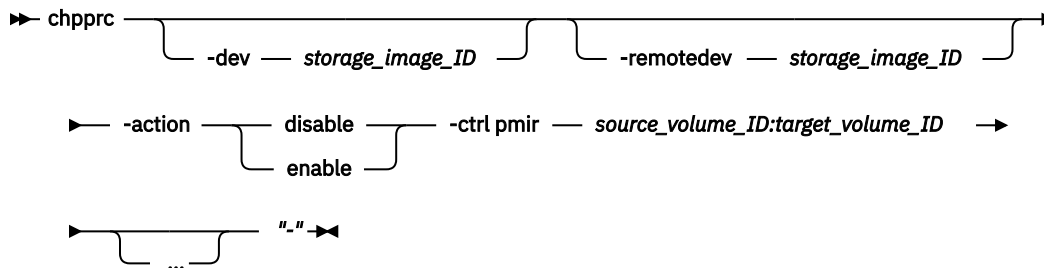 chpprc
-dev storage_image_ID -remotedev storage_image_ID
-action disable -ctrl pmir source_volume_ID:target_volume_ID
enable
"-"
...